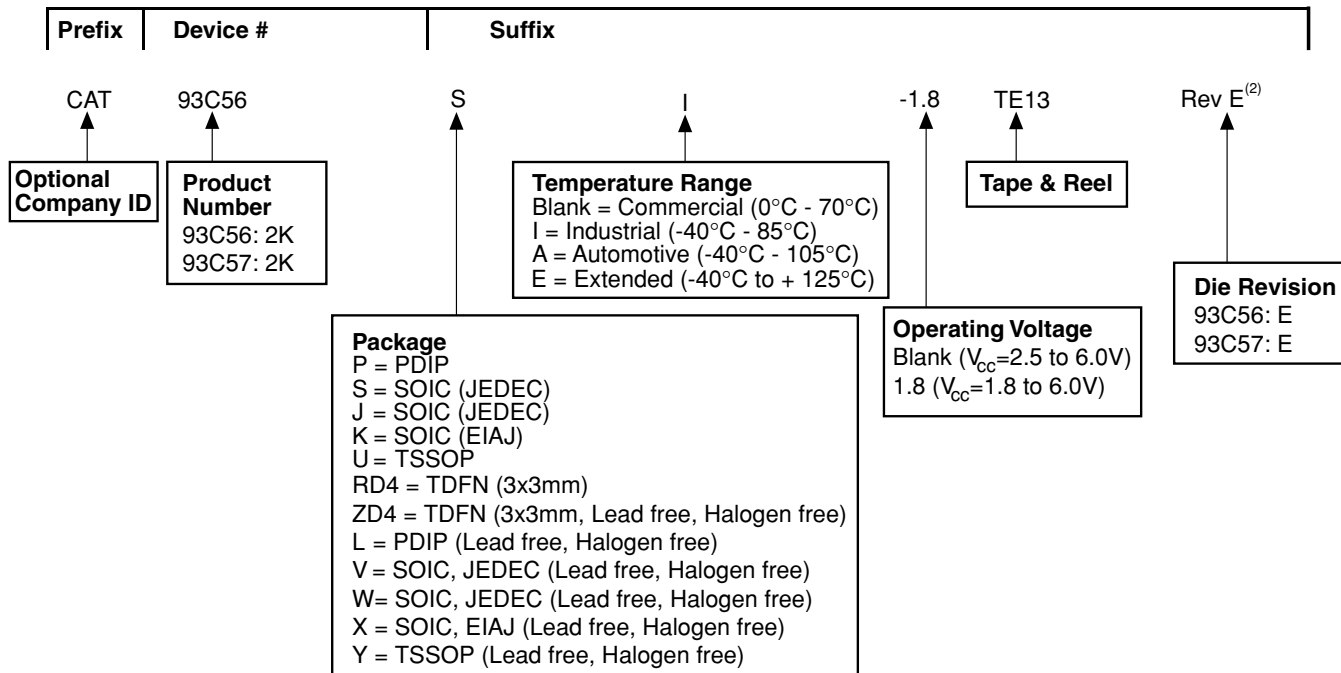 Prefix Device # Suffix
CAT 93C56 S I -1.8 TE13 Rev E(2)
Optional
Company ID
Product
Number
93C56: 2K
93C57: 2K
Temperature Range
Blank = Commercial (0°C - 70°C)
I = Industrial (-40°C - 85°C)
A = Automotive (-40°C - 105°C)
E = Extended (-40°C to + 125°C)
Tape & Reel
Die Revision
93C56: E
93C57: E
Operating Voltage
Blank (Vcc=2.5 to 6.0V)
1.8 (Vcc=1.8 to 6.0V)
Package
P = PDIP
S = SOIC (JEDEC)
J = SOIC (JEDEC)
K = SOIC (EIAJ)
U = TSSOP
RD4 = TDFN (3x3mm)
ZD4 = TDFN (3x3mm, Lead free, Halogen free)
L = PDIP (Lead free, Halogen free)
V = SOIC, JEDEC (Lead free, Halogen free)
W= SOIC, JEDEC (Lead free, Halogen free)
X = SOIC, EIAJ (Lead free, Halogen free)
Y = TSSOP (Lead free, Halogen free)